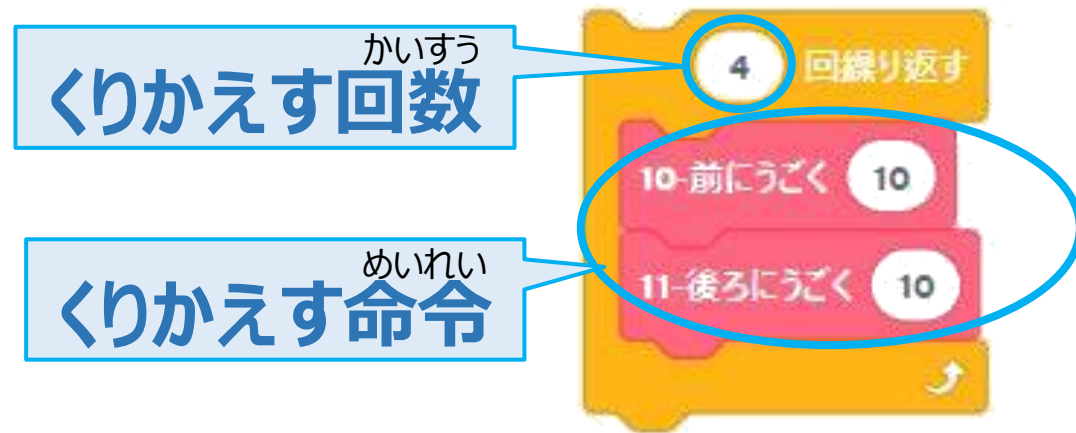 かいすう
くりかえす回数
4 回繰り返す
10-前にうごく 10
めいれい
くりかえす命令
11-後ろにうごく 10